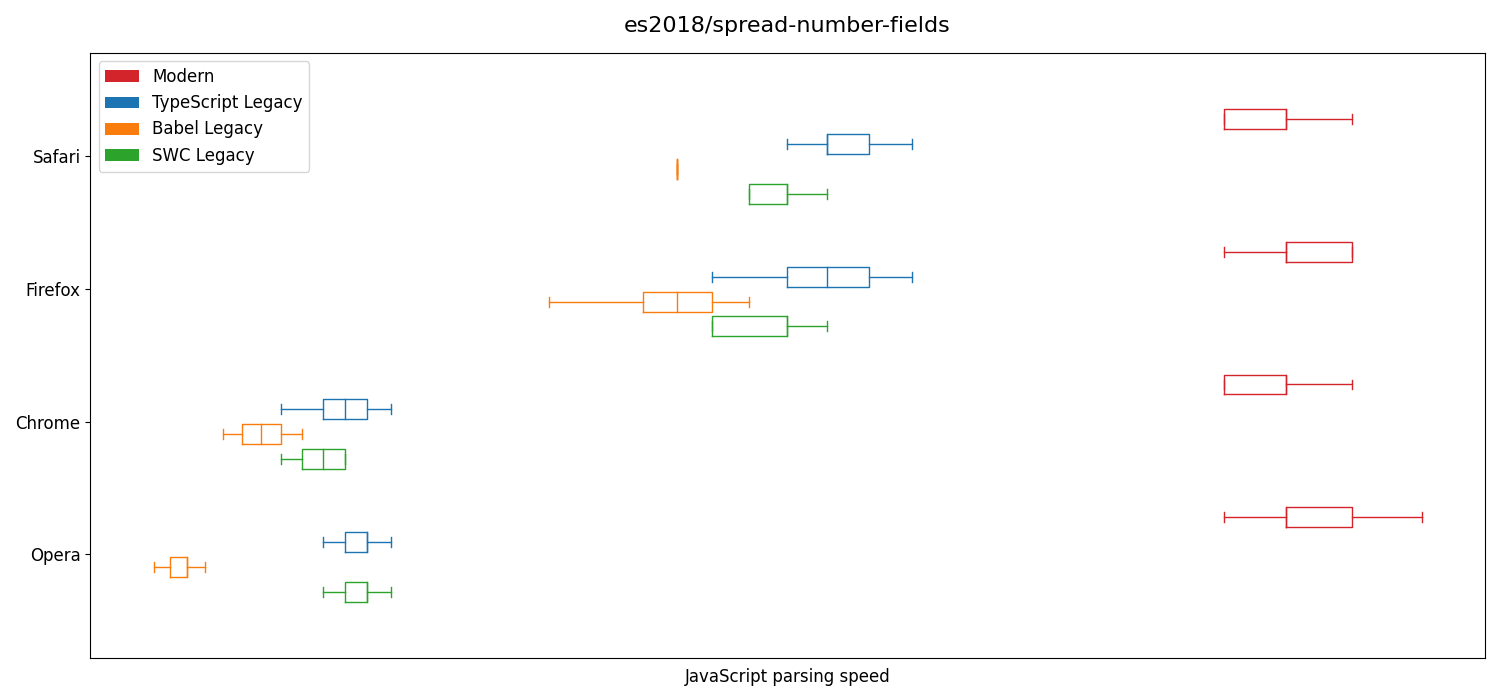 es2018/spread-number-fields
Modern
TypeScript Legacy
Babel Legacy
SWC Legacy
Safari
Firefox
Chrome
Opera
JavaScript parsing speed